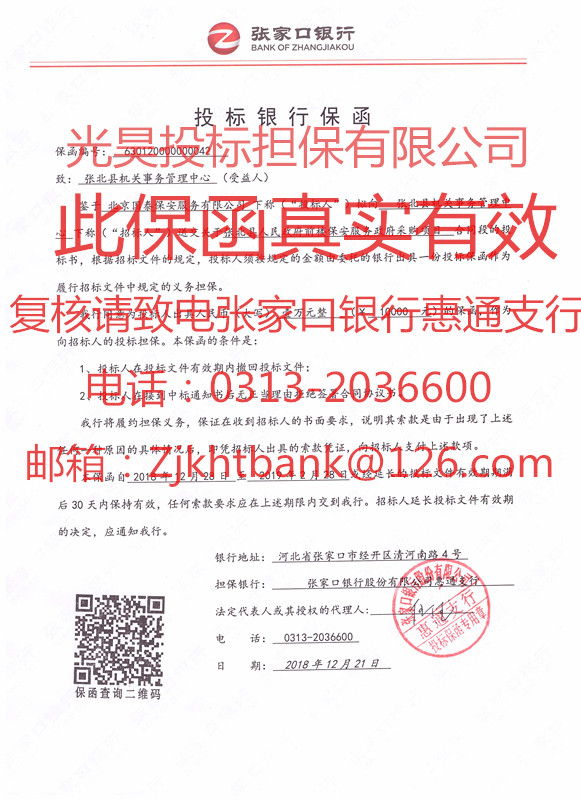 张家口银行
BANK OF ZHANGJIAKOU
投标银行保函
光昊投标担保有限公司
保函编号： 630120000000042
致：张北县机关事务管理中心（受益人）
鉴于 北京国泰保安服务有限公司 下称（“投标人”）拟向 张北县机关事务管理中
此保函真实有效
心 下称（“招标人”）递交关于张北县人民政府前楼保安服务政府采购项目 合同段的投
标书，根据招标文件的规定，投标人须按规定的金额由委托的银行出具一份投标保函作为
履行招标文件中规定的义务担保。
复核请致电张家口银行惠通支行
我行同意为投标人出具人民币（大写）壹万元整（￥10000元）的保函，作为
向招标人的投标担保。本保函的条件是：
1、投标人在投标文件有效期内撤回投标文件；
电话：0313-2036600
2、投标人在接到中标通知书后无正当理由拒绝签署合同协议书。
我行将履约担保义务，保证在收到招标人的书面要求，说明其索款是由于出现了上述
任何一种原因的具体情况后，即凭招标人出具的索款凭证，向招标人支付上述款项。
邮箱：Zjkhtbank@126.com
本保函自 2018 年 12 月 28 日 至 2019 年 2 月 28 日或经延长的投标文件有效期期满
后 30 天内保持有效，任何索款要求应在上述期限内交到我行。招标人延长投标文件有效期
的决定，应通知我行。
银行地址： 河北省张家口市经开区清河南路 4 号
担保银行： 张家口银行股份有限公司惠通支行
法定代表人或其授权的代理人：
电 话： 0313-2036600
日 期： 2018 年 12 月 21 日
张家口银行股份有限公司
惠通支行
投标保函专用章
保函查询二维码